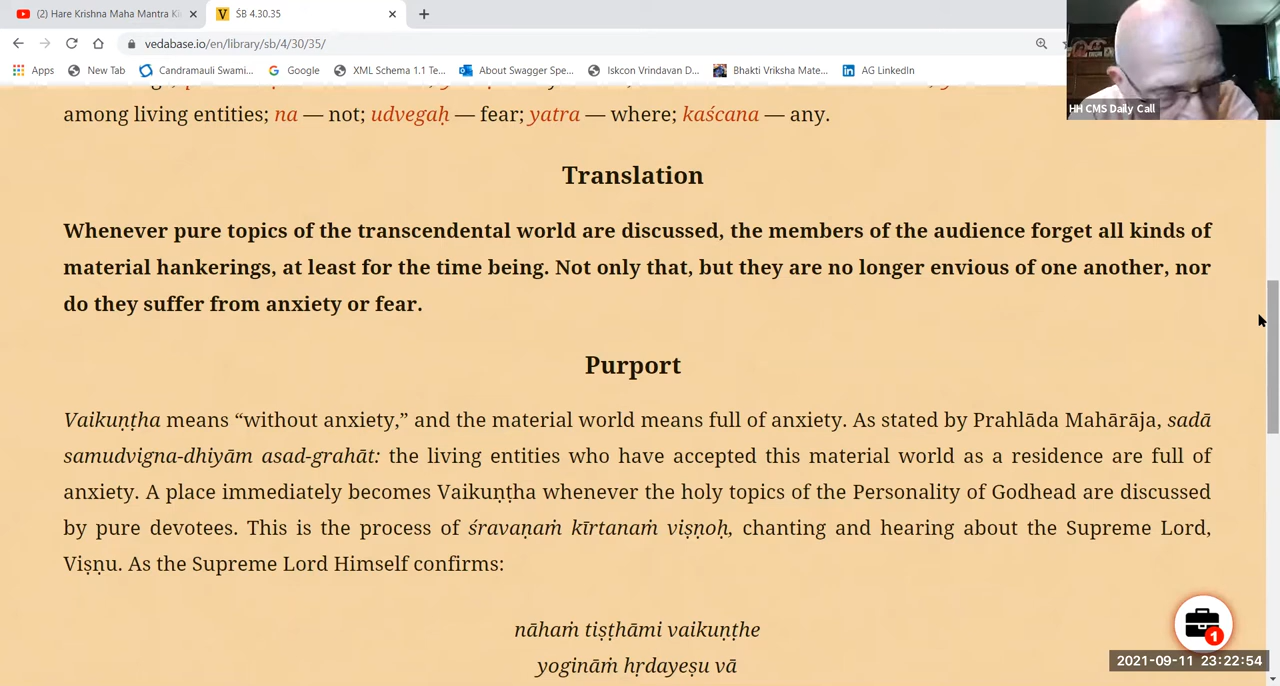 (2) Hare Krishna Maha Mantra Ki
ŚB 4.30.35
vedabase.io/en/library/sb/4/30/35/
Apps New Tab Candramauli Swami... Google XML Schema 1.1 Te... About Swagger Spe... Iskcon Vrindavan D... Bhakti Vriksha Mate... AG LinkedIn
HH CMS Daily Call
among living entities; na — not; udvegaḥ — fear; yatra — where; kaścana — any.
Translation
Whenever pure topics of the transcendental world are discussed, the members of the audience forget all kinds of
material hankerings, at least for the time being. Not only that, but they are no longer envious of one another, nor
do they suffer from anxiety or fear.
Purport
Vaikuṇṭha means “without anxiety,” and the material world means full of anxiety. As stated by Prahlāda Mahārāja, sadā
samudvigna-dhiyām asad-grahāt: the living entities who have accepted this material world as a residence are full of
anxiety. A place immediately becomes Vaikuṇṭha whenever the holy topics of the Personality of Godhead are discussed
by pure devotees. This is the process of śravaṇaṁ kīrtanaṁ viṣṇoḥ, chanting and hearing about the Supreme Lord,
Viṣṇu. As the Supreme Lord Himself confirms:
nāhaṁ tiṣṭhāmi vaikuṇṭhe
yogināṁ hṛdayeṣu vā
1
2021-09-11 23:22:54